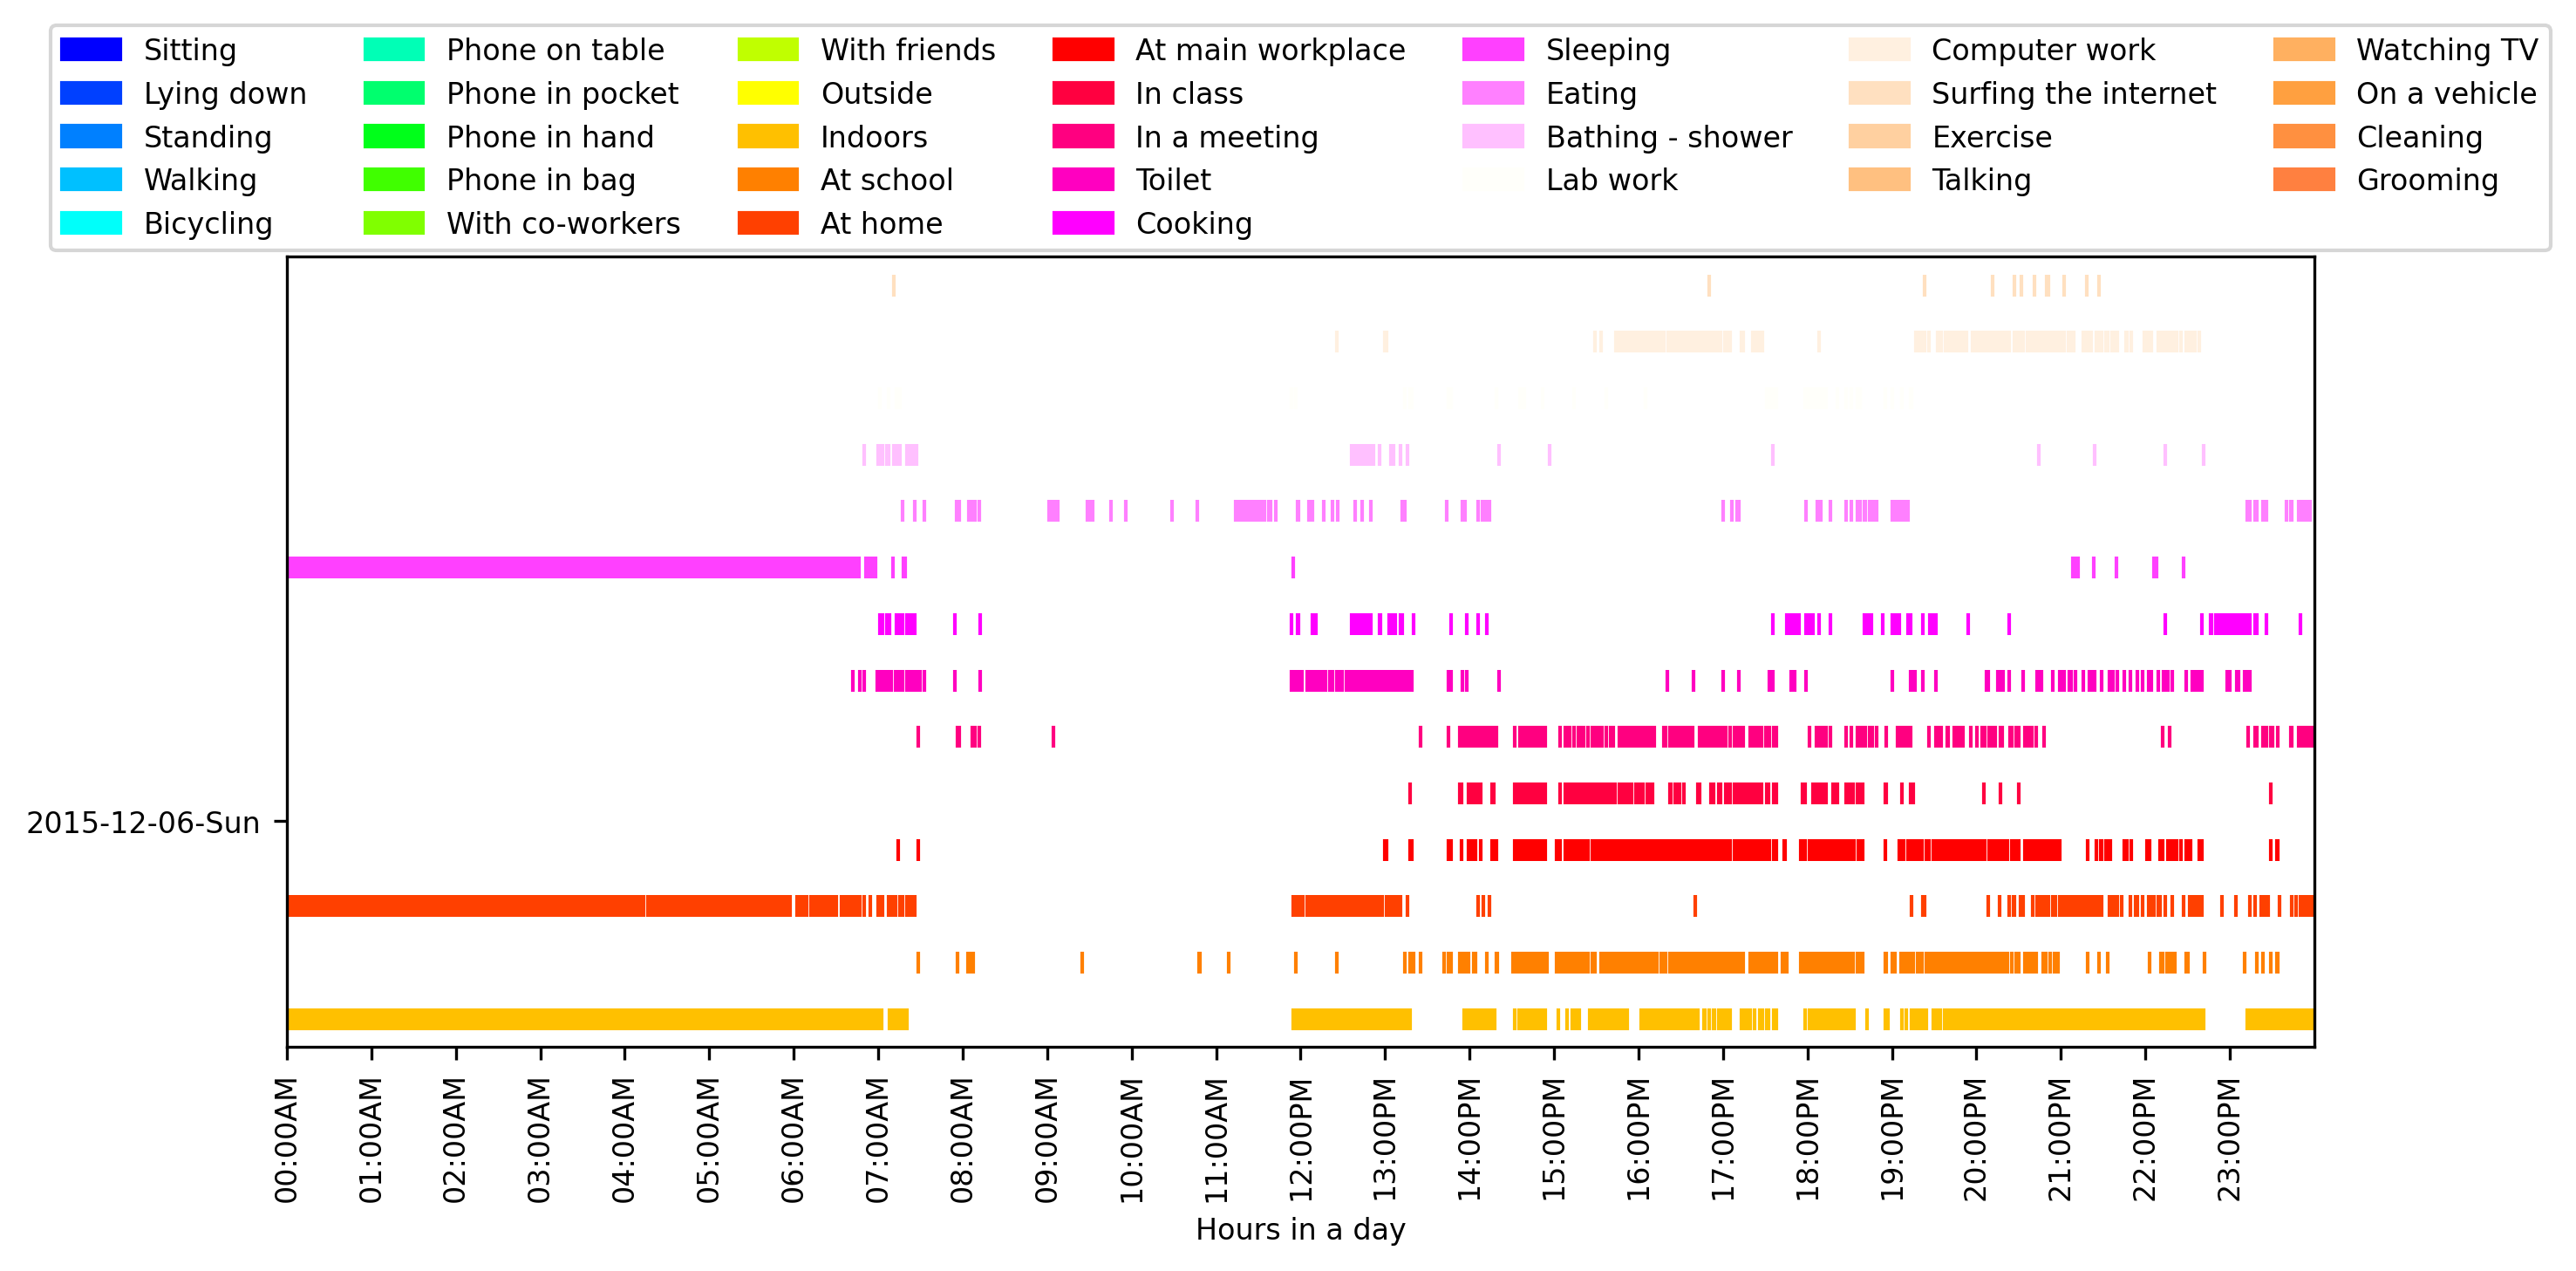 Sitting
Lying down
Standing
Walking
Bicycling
Phone on table
Phone in pocket
Phone in hand
Phone in bag
With co-workers
With friends
Outside
Indoors
At school
At home
At main workplace
In class
In a meeting
Toilet
Cooking
Sleeping
Eating
Bathing - shower
Lab work
Computer work
Surfing the internet
Exercise
Talking
Watching TV
On a vehicle
Cleaning
Grooming
2015-12-06-Sun
00:00AM
01:00AM
02:00AM
03:00AM
04:00AM
05:00AM
06:00AM
07:00AM
08:00AM
09:00AM
10:00AM
11:00AM
12:00PM
13:00PM
14:00PM
15:00PM
16:00PM
17:00PM
18:00PM
19:00PM
20:00PM
21:00PM
22:00PM
23:00PM
Hours in a day